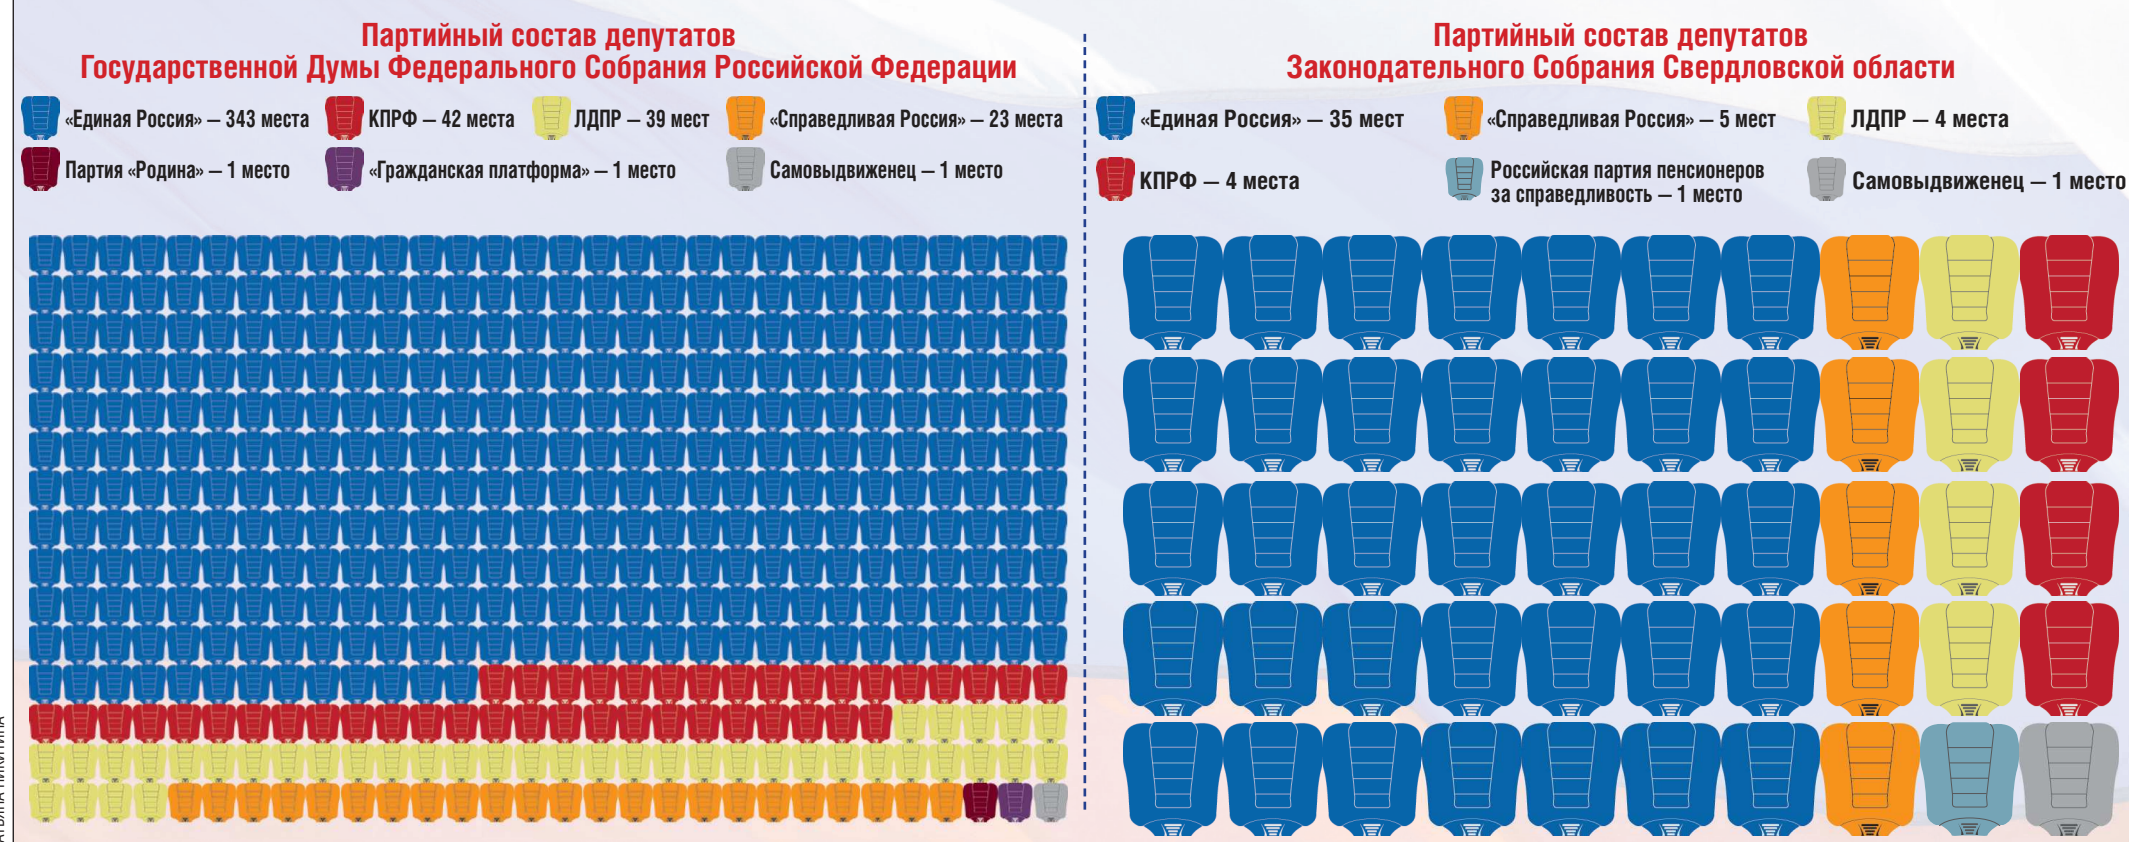 Партийный состав депутатов
Государственной Думы Федерального Собрания Российской Федерации
«Единая Россия» — 343 места
КПРФ — 42 места
ЛДПР — 39 мест
«Справедливая Россия» — 23 места
Партия «Родина» — 1 место
«Гражданская платформа» — 1 место
Самовыдвиженец — 1 место
Партийный состав депутатов
Законодательного Собрания Свердловской области
«Единая Россия» — 35 мест
«Справедливая Россия» — 5 мест
ЛДПР — 4 места
КПРФ — 4 места
Российская партия пенсионеров
за справедливость — 1 место
Самовыдвиженец — 1 место